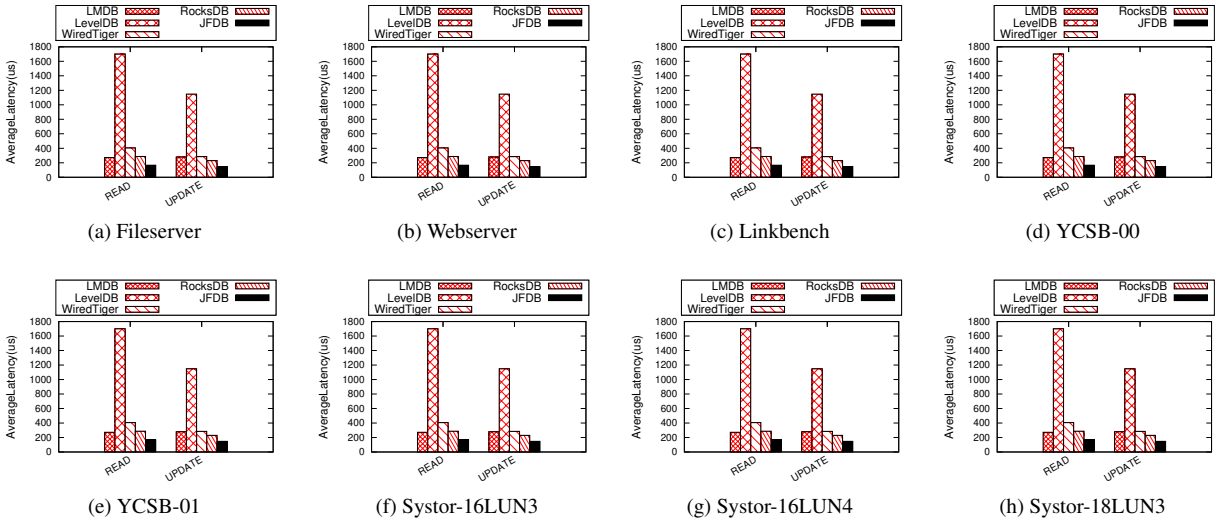 LMDB RocksDB
LevelDB JFDB
WiredTiger
1800
1600
1400
1200
1000
800
600
400
200
0
AverageLatency(us)
READ UPDATE
(a) Fileserver
LMDB RocksDB
LevelDB JFDB
WiredTiger
1800
1600
1400
1200
1000
800
600
400
200
0
AverageLatency(us)
READ UPDATE
(b) Webserver
LMDB RocksDB
LevelDB JFDB
WiredTiger
1800
1600
1400
1200
1000
800
600
400
200
0
AverageLatency(us)
READ UPDATE
(c) Linkbench
LMDB RocksDB
LevelDB JFDB
WiredTiger
1800
1600
1400
1200
1000
800
600
400
200
0
AverageLatency(us)
READ UPDATE
(d) YCSB-00
LMDB RocksDB
LevelDB JFDB
WiredTiger
1800
1600
1400
1200
1000
800
600
400
200
0
AverageLatency(us)
READ UPDATE
(e) YCSB-01
LMDB RocksDB
LevelDB JFDB
WiredTiger
1800
1600
1400
1200
1000
800
600
400
200
0
AverageLatency(us)
READ UPDATE
(f) Systor-16LUN3
LMDB RocksDB
LevelDB JFDB
WiredTiger
1800
1600
1400
1200
1000
800
600
400
200
0
AverageLatency(us)
READ UPDATE
(g) Systor-16LUN4
LMDB RocksDB
LevelDB JFDB
WiredTiger
1800
1600
1400
1200
1000
800
600
400
200
0
AverageLatency(us)
READ UPDATE
(h) Systor-18LUN3